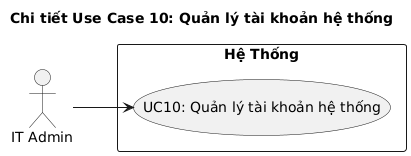 Chi tiết Use Case 10: Quản lý tài khoản hệ thống
Hệ Thống
UC10: Quản lý tài khoản hệ thống
IT Admin